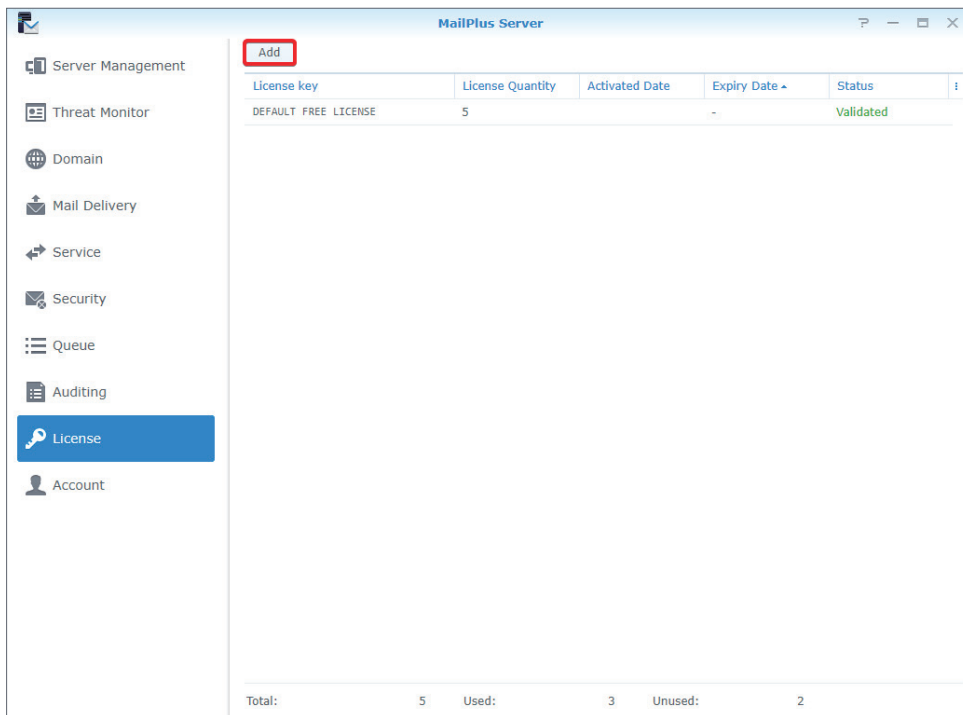 MailPlus Server
Server Management
Threat Monitor
Domain
Mail Delivery
Service
Security
Queue
Auditing
License
Account
Add
License key License Quantity Activated Date Expiry Date Status
DEFAULT FREE LICENSE 5 - Validated
Total: 5 Used: 3 Unused: 2